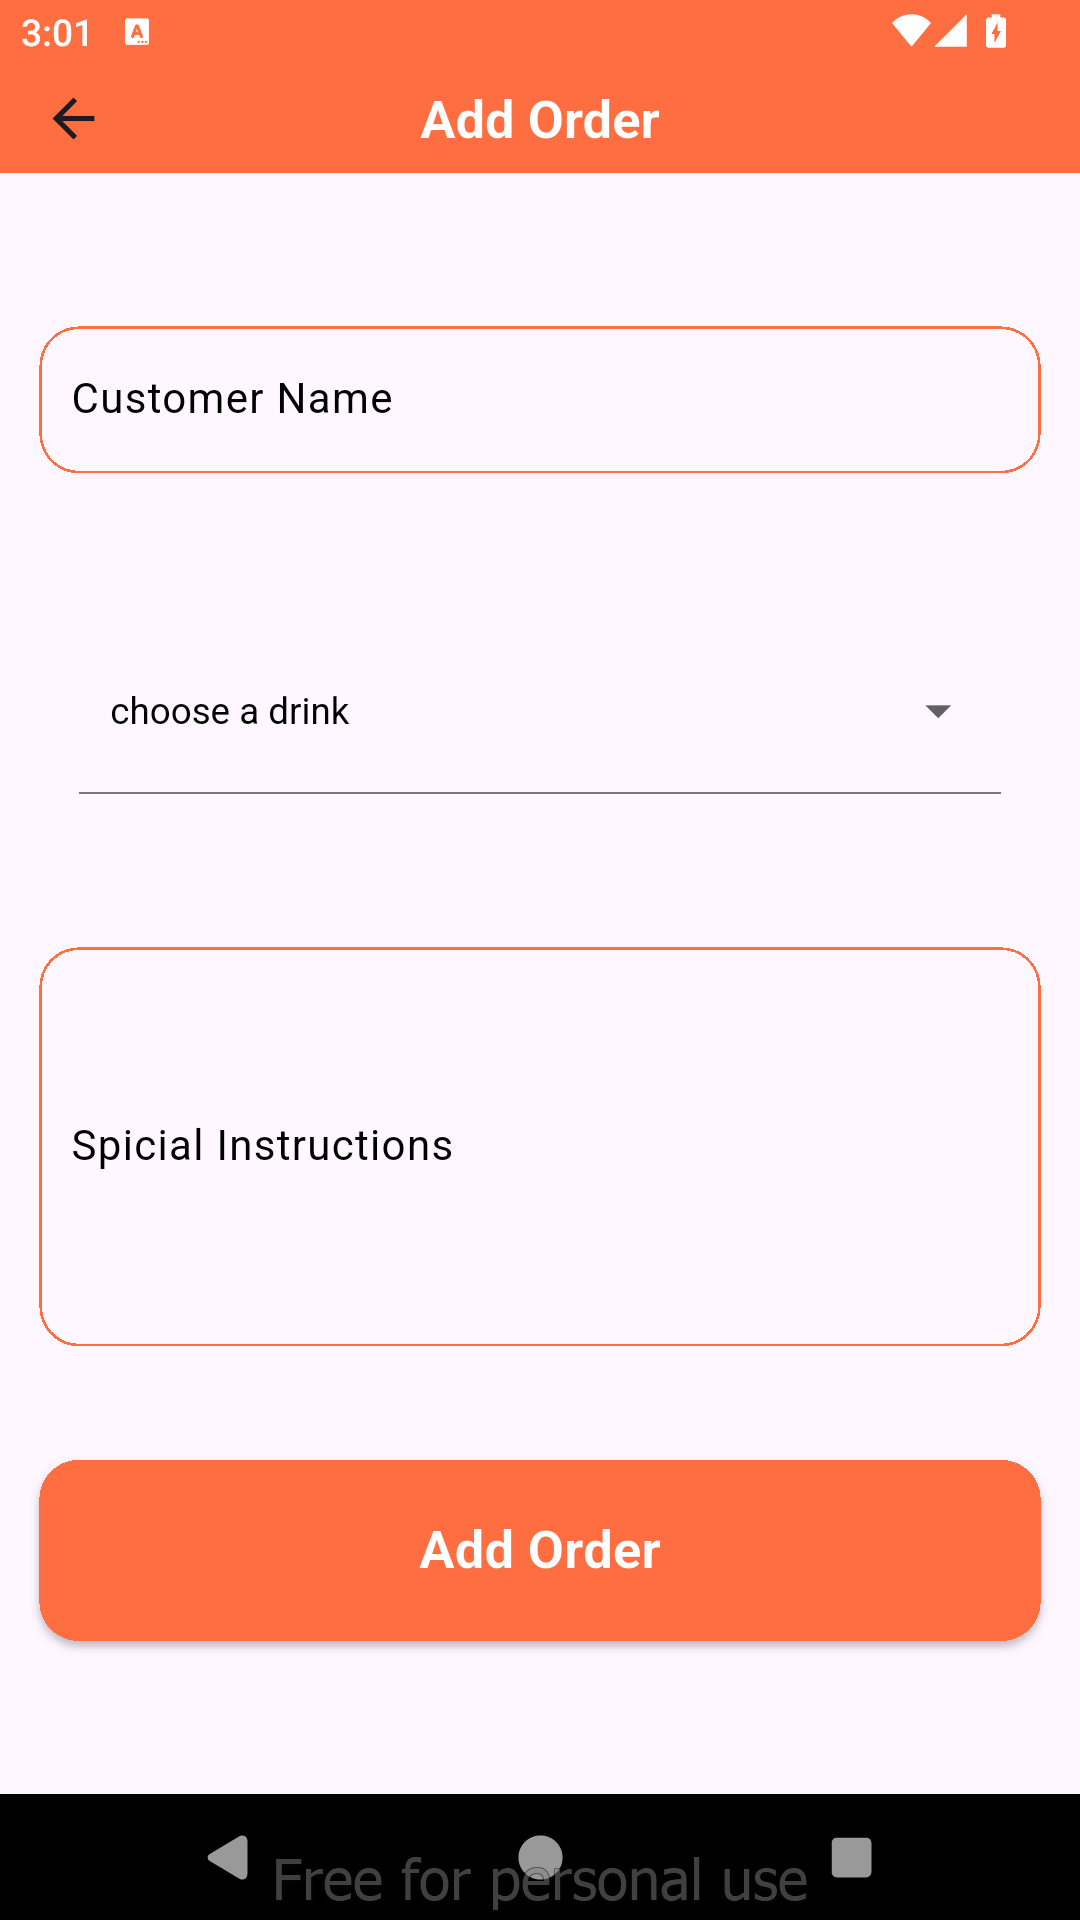 3:01 A
Add Order
Customer Name
choose a drink
Spicial Instructions
Add Order
Free for personal use